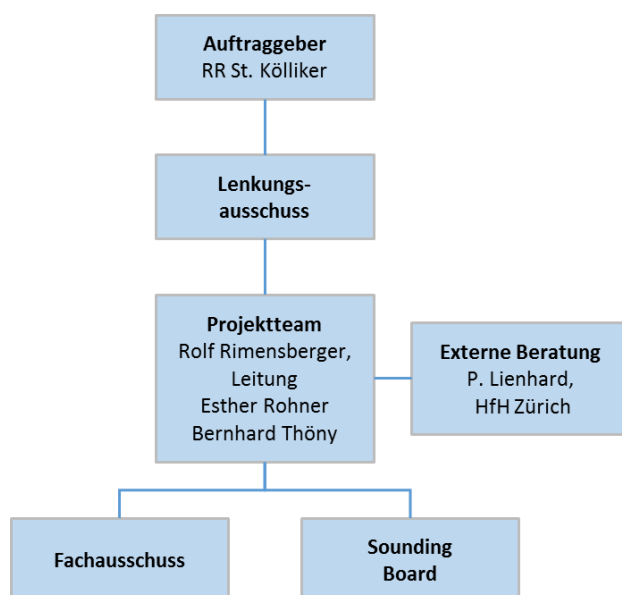 Auftraggeber
RR St. Kölliker
Lenkungs-
ausschuss
Projektteam
Rolf Rimensberger,
Leitung
Esther Rohner
Bernhard Thöny
Externe Beratung
P. Lienhard,
HfH Zürich
Fachausschuss
Sounding
Board